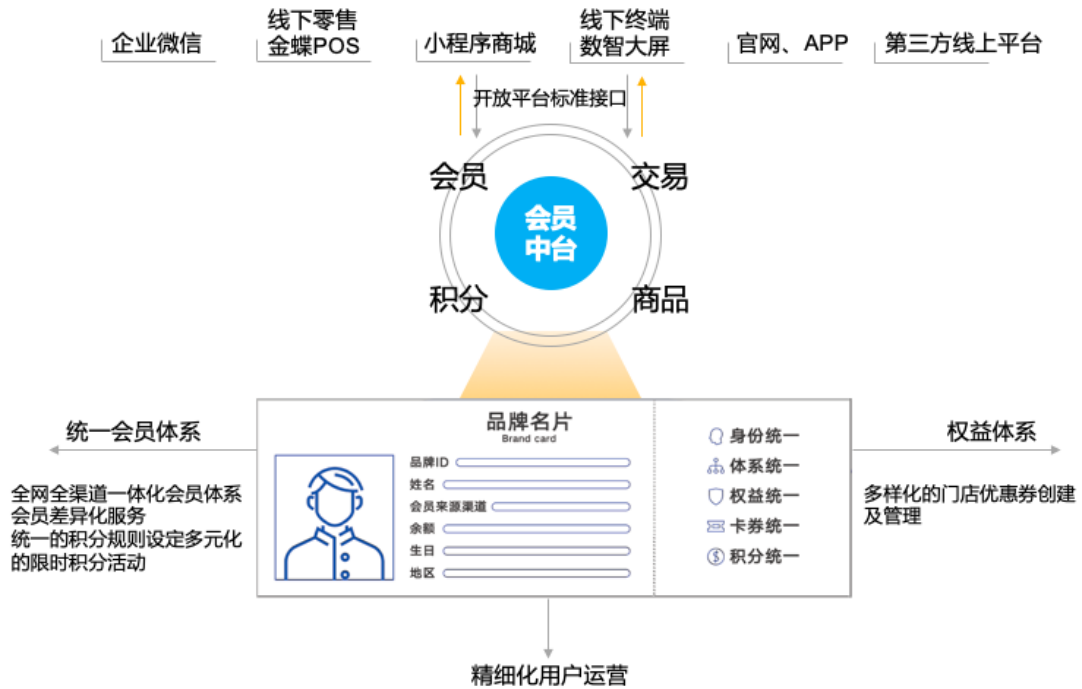 企业微信
线下零售
金蝶POS
小程序商城
线下终端
数智大屏
官网、APP
第三方线上平台
开放平台标准接口
会员
交易
会员
中台
积分
商品
统一会员体系
全网全渠道一体化会员体系
会员差异化服务
统一的积分规则设定多元化
的限时积分活动
品牌名片
Brand card
品牌ID
姓名
会员来源渠道
余额
生日
地区
身份统一
体系统一
权益统一
卡券统一
积分统一
权益体系
多样化的门店优惠券创建
及管理
精细化用户运营